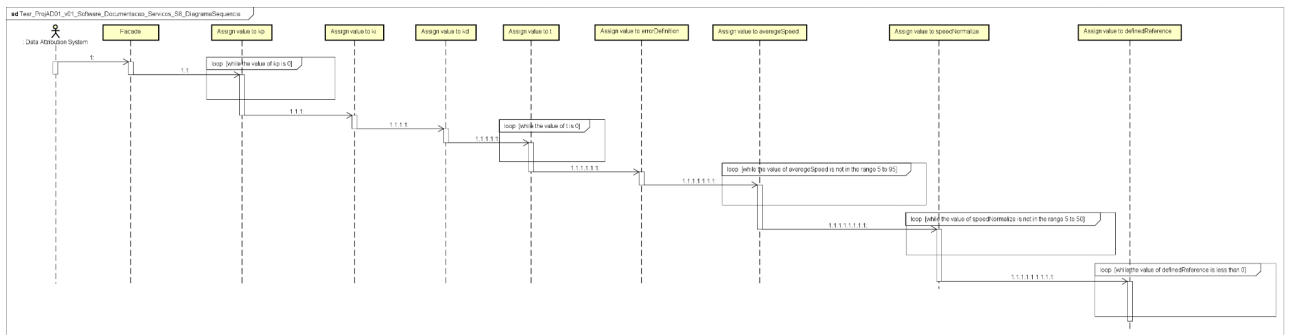 sd Tear_ProjAD01_v01_Software_Documentacao_Servicos_S8_DiagramaSequencia
: Data Attribution System
Facade
Assign value to kp
Assign value to ki
Assign value to kd
Assign value to t
Assign value to errorDefinition
Assign value to averegeSpeed
Assign value to speedNormalize
Assign value to definedReference
1:
1.1:
loop [while the value of kp is 0]
1.1.1:
1.1.1.1:
loop [while the value of t is 0]
1.1.1.1.1:
1.1.1.1.1.1:
loop [while the value of averegeSpeed is not in the range 5 to 95]
1.1.1.1.1.1.1:
loop [while the value of speedNormalize is not in the range 5 to 50]
1.1.1.1.1.1.1.1:
loop [while the value of definedReference is less than 0]
1.1.1.1.1.1.1.1.1: